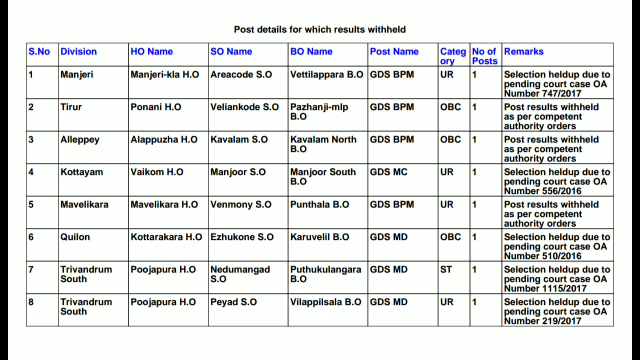 Post details for which results withheld
S.No Division HO Name SO Name BO Name Post Name Categ ory No of Posts Remarks
1 Manjeri Manjeri-kla H.O Areacode S.O Vettilappara B.O GDS BPM UR 1 Selection heldup due to pending court case OA Number 747/2017
2 Tirur Ponani H.O Veliankode S.O Pazhanji-mlp B.O GDS BPM OBC 1 Post results withheld as per competent authority orders
3 Alleppey Alappuzha H.O Kavalam S.O Kavalam North B.O GDS BPM OBC 1 Post results withheld as per competent authority orders
4 Kottayam Vaikom H.O Manjoor S.O Manjoor South B.O GDS MC UR 1 Selection heldup due to pending court case OA Number 556/2016
5 Mavelikara Mavelikara H.O Venmony S.O Punthala B.O GDS BPM UR 1 Post results withheld as per competent authority orders
6 Quilon Kottarakara H.O Ezhukone S.O Karuvelil B.O GDS MD OBC 1 Selection heldup due to pending court case OA Number 510/2016
7 Trivandrum South Poojapura H.O Nedumangad S.O Puthukulangara B.O GDS MD ST 1 Selection heldup due to pending court case OA Number 1115/2017
8 Trivandrum South Poojapura H.O Peyad S.O Vilappilsala B.O GDS MD UR 1 Selection heldup due to pending court case OA Number 219/2017